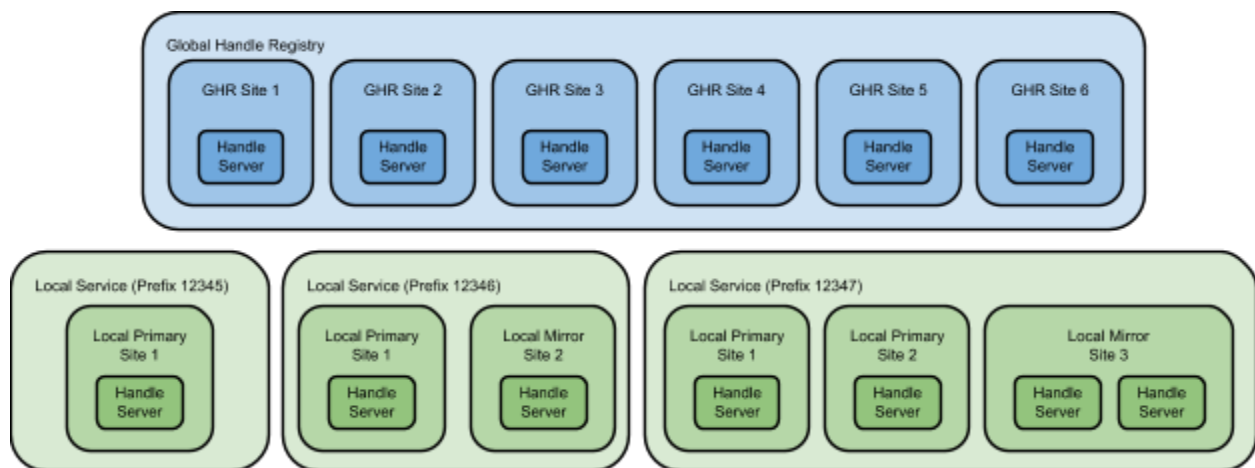 Global Handle Registry
GHR Site 1
GHR Site 2
GHR Site 3
GHR Site 4
GHR Site 5
GHR Site 6
Handle
Server
Handle
Server
Handle
Server
Handle
Server
Handle
Server
Handle
Server
Local Service (Prefix 12345)
Local Primary
Site 1
Handle
Server
Local Service (Prefix 12346)
Local Primary
Site 1
Handle
Server
Local Mirror
Site 2
Handle
Server
Local Service (Prefix 12347)
Local Primary
Site 1
Handle
Server
Local Primary
Site 2
Handle
Server
Local Mirror
Site 3
Handle
Server
Handle
Server